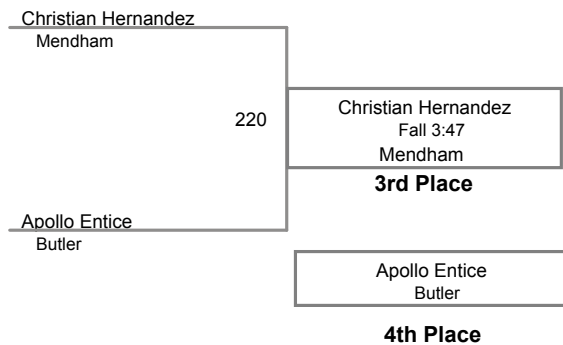 Christian Hernandez
Mendham
220
Christian Hernandez
Fall 3:47
Mendham
3rd Place
Apollo Entice
Butler
Apollo Entice
Butler
4th Place